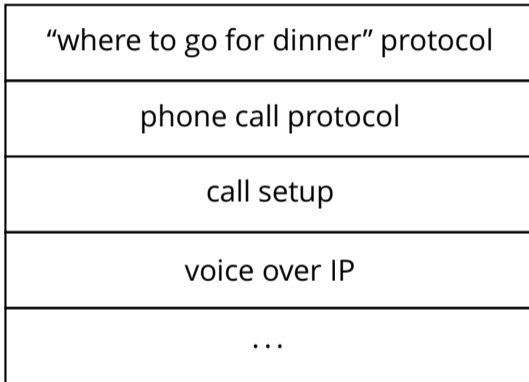 “where to go for dinner” protocol
phone call protocol
call setup
voice over IP
...